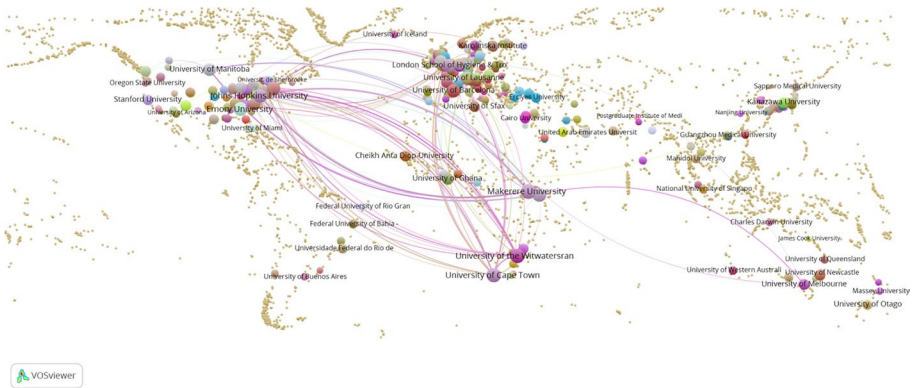 University of Iceland
Karolinska Institute
University of Manitoba
London School of Hygiene & Tro
Oregon State University
Universit, de sherbrooke
University of Lausanne
University of Barcelona
Sapporo Medical University
Stanford University
Johns Hopkins University
Emory University
Erciyes University
Kanazawa University
University of Arizona
University of Sfax
Cairo University
Postgraduate Institute of Medi
Nanjing University
University of Miami
United Arab Emirates Universit
Guangzhou Medical University
Cheikh Anta Diop University
Mahidol University
University of Ghana
Makerere University
National University of Singapo
Federal University of Rio Gran
Federal University of Bahia -
Charles Darwin University
Universidade Federal do Rio de
James Cook University
University of the Witwatersran
University of Queensland
University of Buenos Aires
University of Cape Town
University of Western Australi
University of Newcastle
University of Melbourne
Massey University
University of Otago
VOSviewer